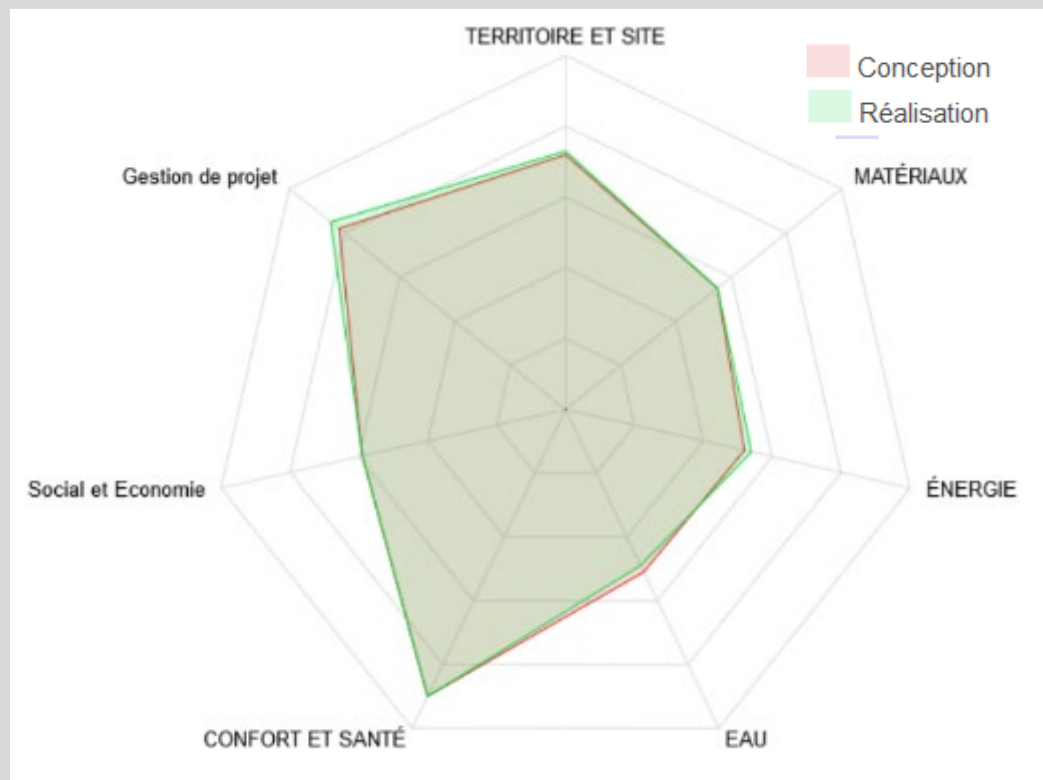 TERRITOIRE ET SITE
Conception
Réalisation
Gestion de projet
MATÉRIAUX
Social et Economie
ÉNERGIE
CONFORT ET SANTÉ
EAU